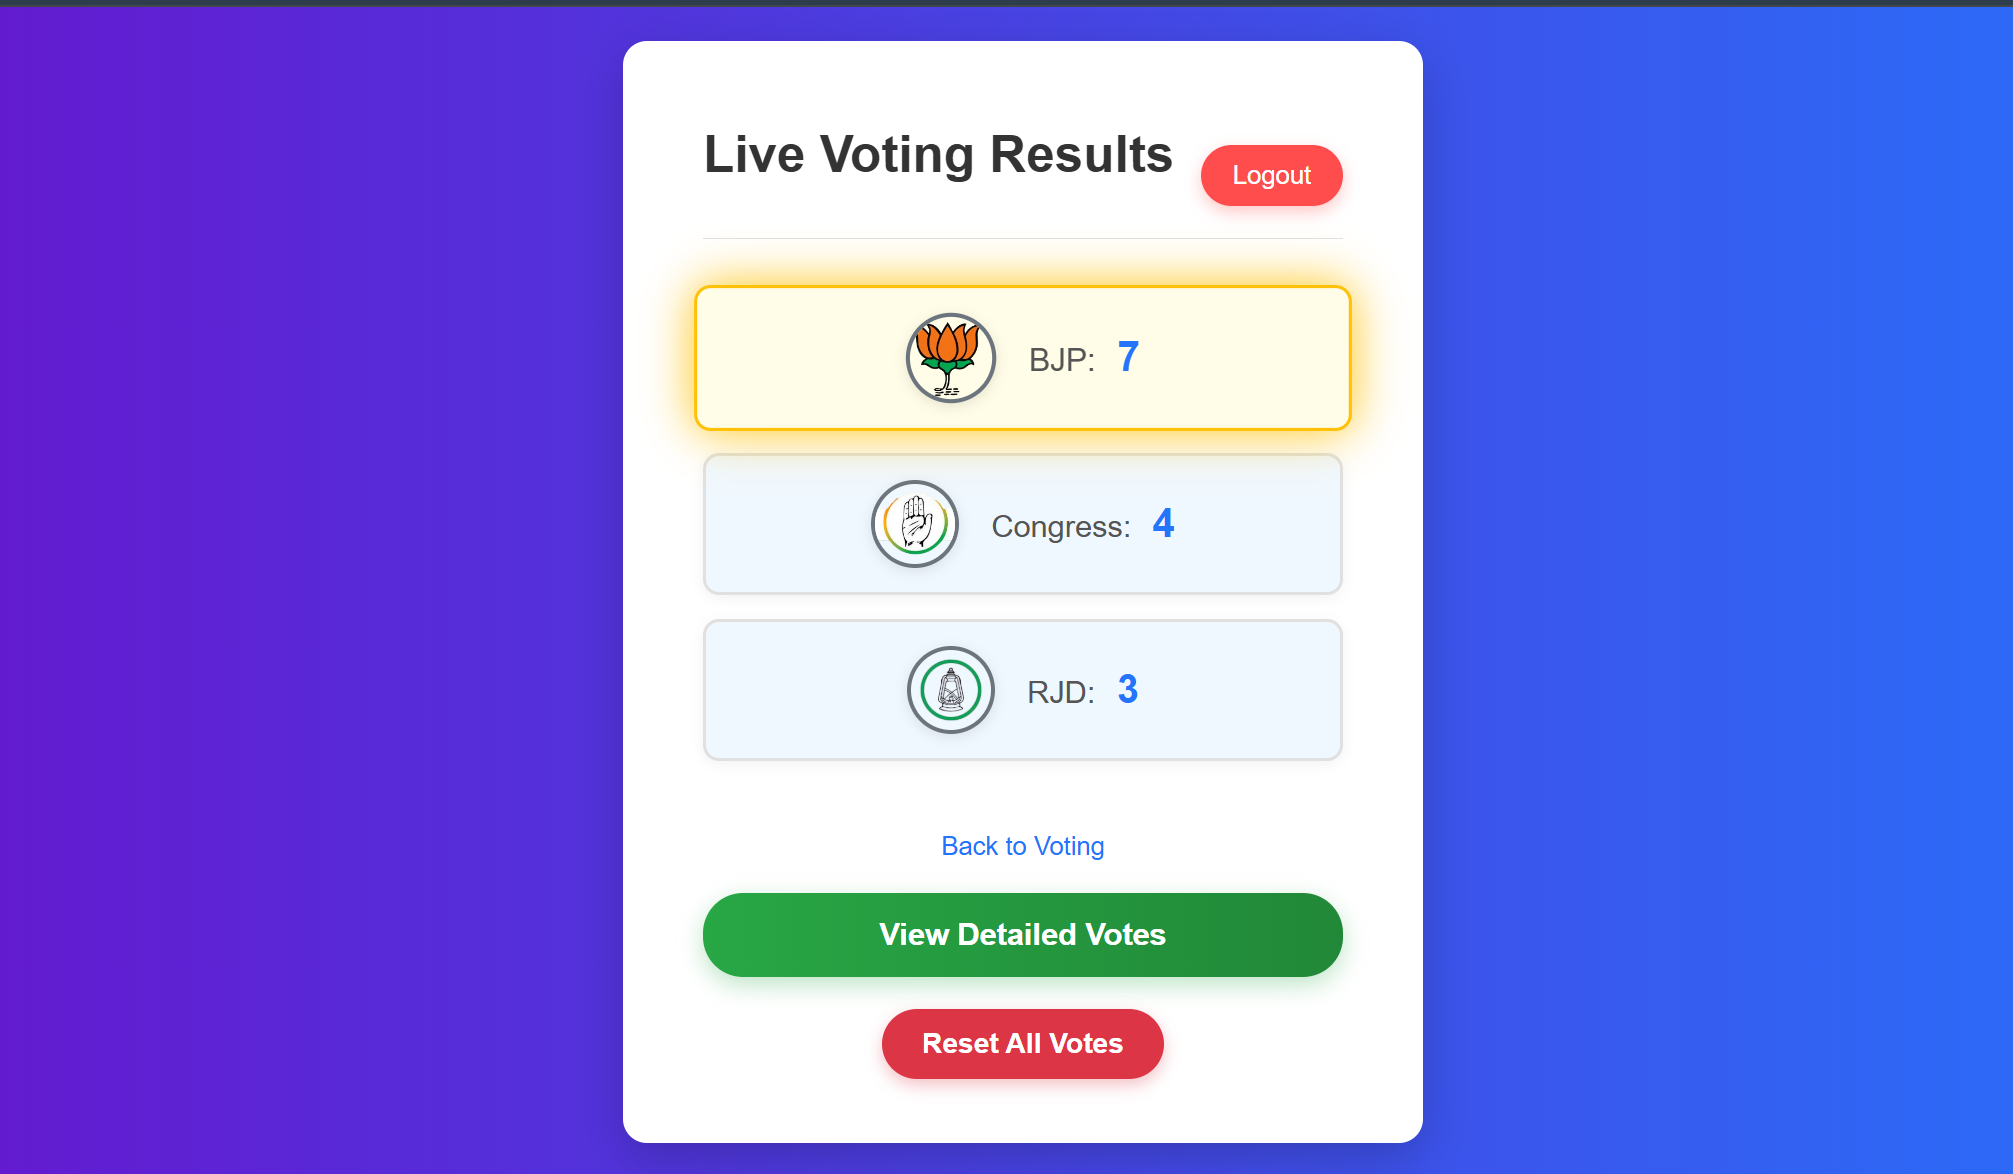 Live Voting Results
Logout
BJP: 7
Congress: 4
RJD: 3
Back to Voting
View Detailed Votes
Reset All Votes